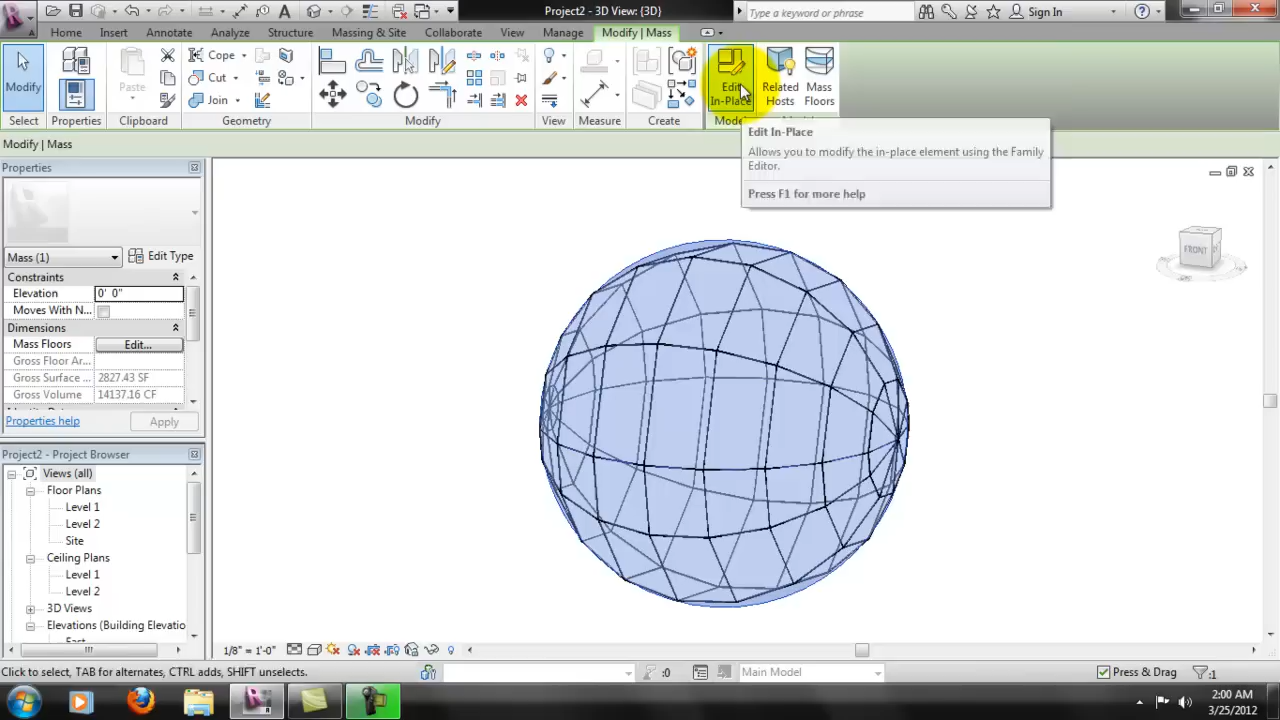 Project2 - 3D View: {3D}
Type a keyword or phrase
Sign In
Home Insert Annotate Analyze Structure Massing & Site Collaborate View Manage Modify | Mass
Modify
Cope
Cut
Join
Paste
Edit In-Place
Related Hosts
Mass Floors
Select Properties Clipboard Geometry Modify View Measure Create Model
Modify | Mass
Edit In-Place
Allows you to modify the in-place element using the Family
Editor.
Press F1 for more help
Properties
Mass (1)
Edit Type
Constraints
Elevation 0' 0"
Moves With N...
Dimensions
Mass Floors Edit...
Gross Floor Ar...
Gross Surface ... 2827.43 SF
Gross Volume 14137.16 CF
Properties help
Apply
Project2 - Project Browser
Views (all)
Floor Plans
Level 1
Level 2
Site
Ceiling Plans
Level 1
Level 2
3D Views
Elevations (Building Elevatio
East
FRONT
1/8" = 1'-0"
Click to select, TAB for alternates, CTRL adds, SHIFT unselects.
:0
Main Model
Press & Drag
:1
2:00 AM
3/25/2012